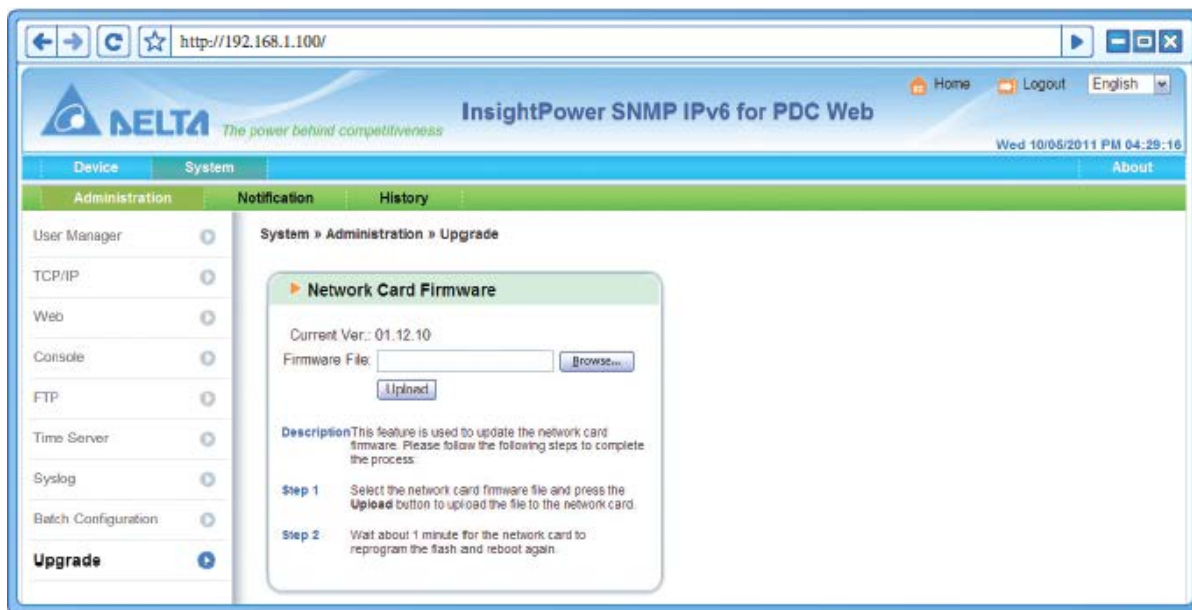 http://192.168.1.100/
Home Logout English
DELTA The power behind competitiveness InsightPower SNMP IPv6 for PDC Web
Wed 10/05/2011 PM 04:29:16
Device System About
Administration Notification History
User Manager
TCP/IP
Web
Console
FTP
Time Server
Syslog
Batch Configuration
Upgrade
System » Administration » Upgrade
Network Card Firmware
Current Ver.: 01.12.10
Firmware File: Browse...
Upload
Description This feature is used to update the network card
firmware. Please follow the following steps to complete
the process:
Step 1 Select the network card firmware file and press the
Upload button to upload the file to the network card.
Step 2 Wait about 1 minute for the network card to
reprogram the flash and reboot again.